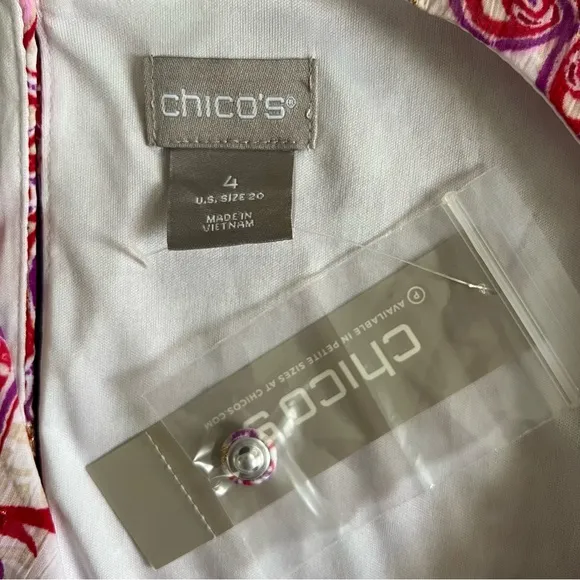 chico's®
4
U.S. SIZE 20
MADE IN
VIETNAM
chico's
Ⓟ AVAILABLE IN PETITE SIZES AT CHICOS.COM